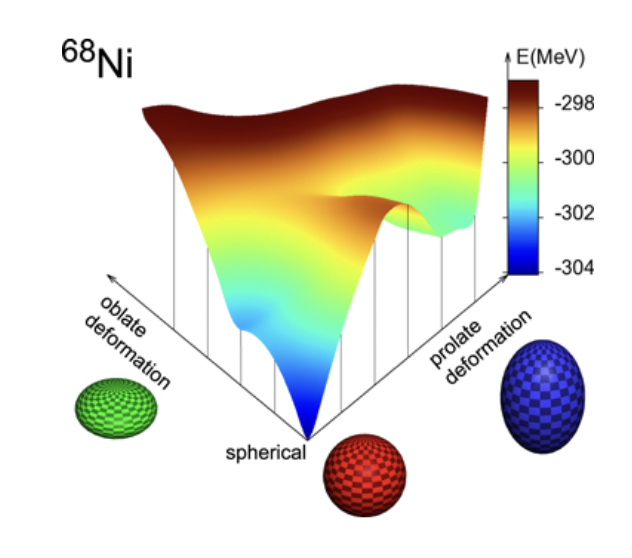 ⁶⁸Ni
E(MeV)
-298
-300
-302
-304
oblate
deformation
prolate
deformation
spherical